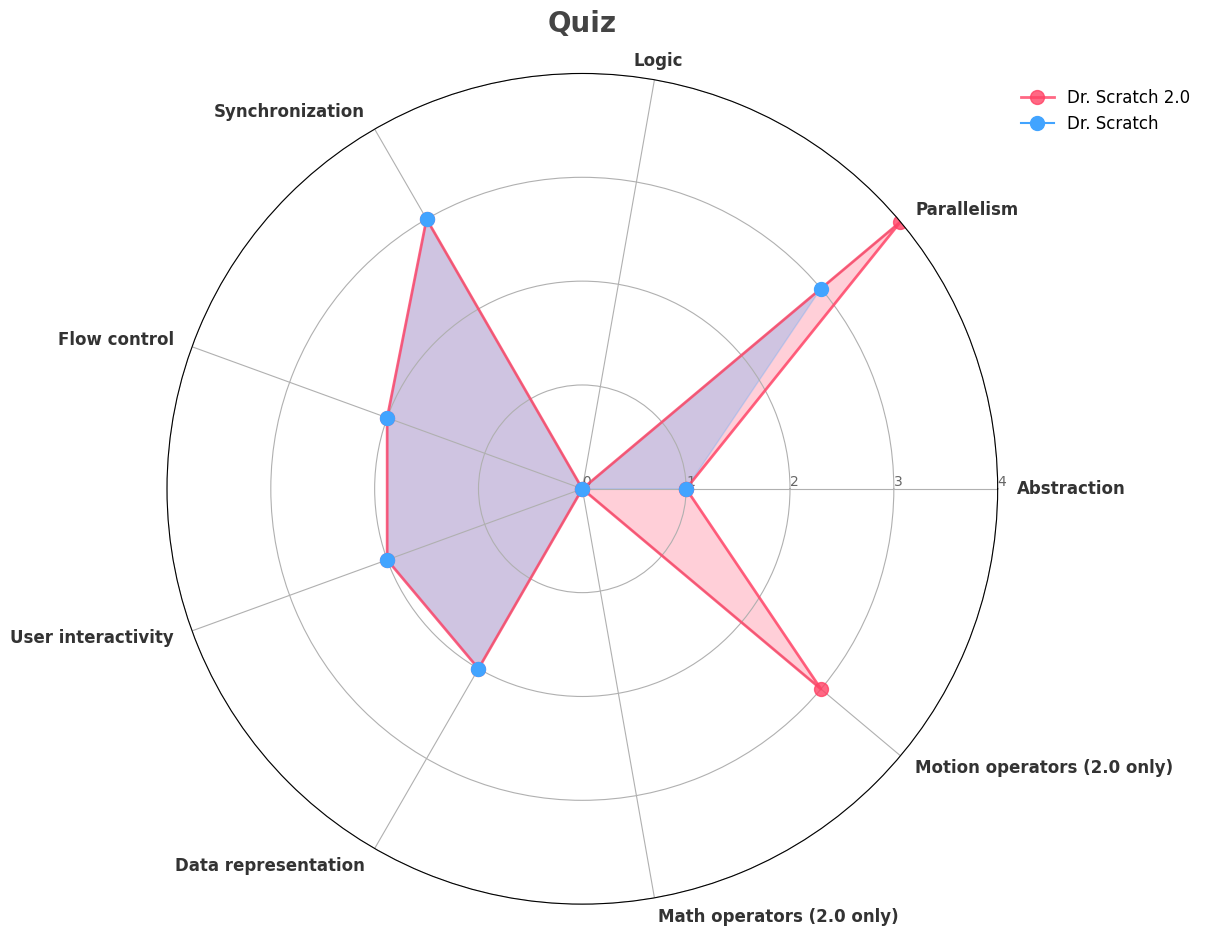 Quiz
Logic
Dr. Scratch 2.0
Dr. Scratch
Synchronization
Parallelism
Flow control
0
1
2
3
4
Abstraction
User interactivity
Motion operators (2.0 only)
Data representation
Math operators (2.0 only)